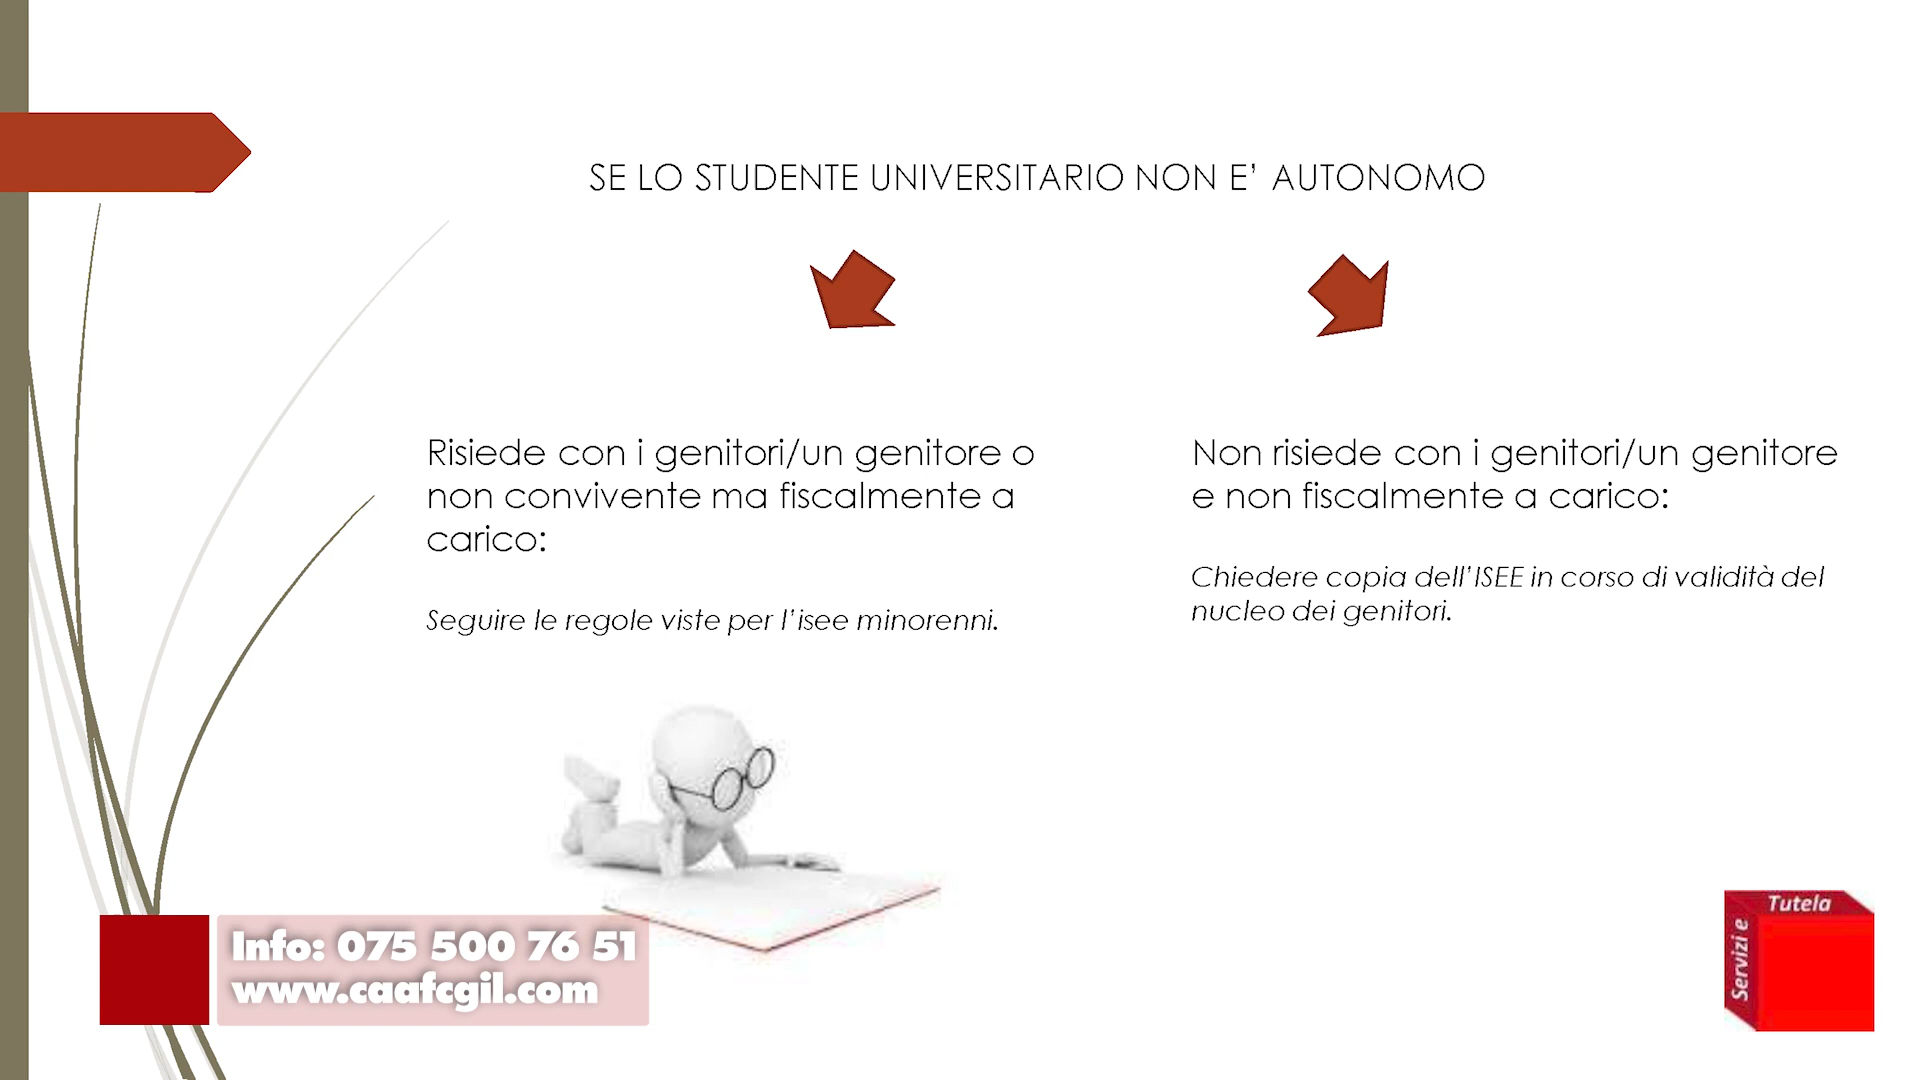 SE LO STUDENTE UNIVERSITARIO NON E’ AUTONOMO
Risiede con i genitori/un genitore o
non convivente ma fiscalmente a
carico:
Seguire le regole viste per l’isee minorenni.
Non risiede con i genitori/un genitore
e non fiscalmente a carico:
Chiedere copia dell’ISEE in corso di validità del
nucleo dei genitori.
Info: 075 500 76 51
www.caafcgil.com
Tutela
Servizi e